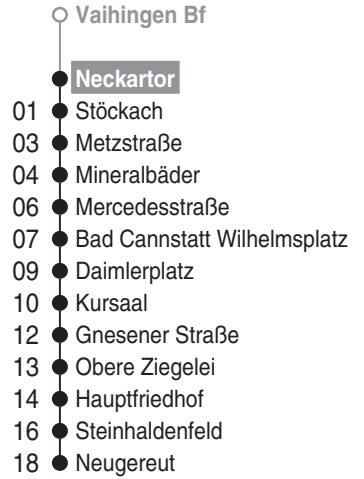 Vaihingen Bf
Neckartor
01 Stöckach
03 Metzstraße
04 Mineralbäder
06 Mercedesstraße
07 Bad Cannstatt Wilhelmsplatz
09 Daimlerplatz
10 Kursaal
12 Gnesener Straße
13 Obere Ziegelei
14 Hauptfriedhof
16 Steinhaldenfeld
18 Neugereut